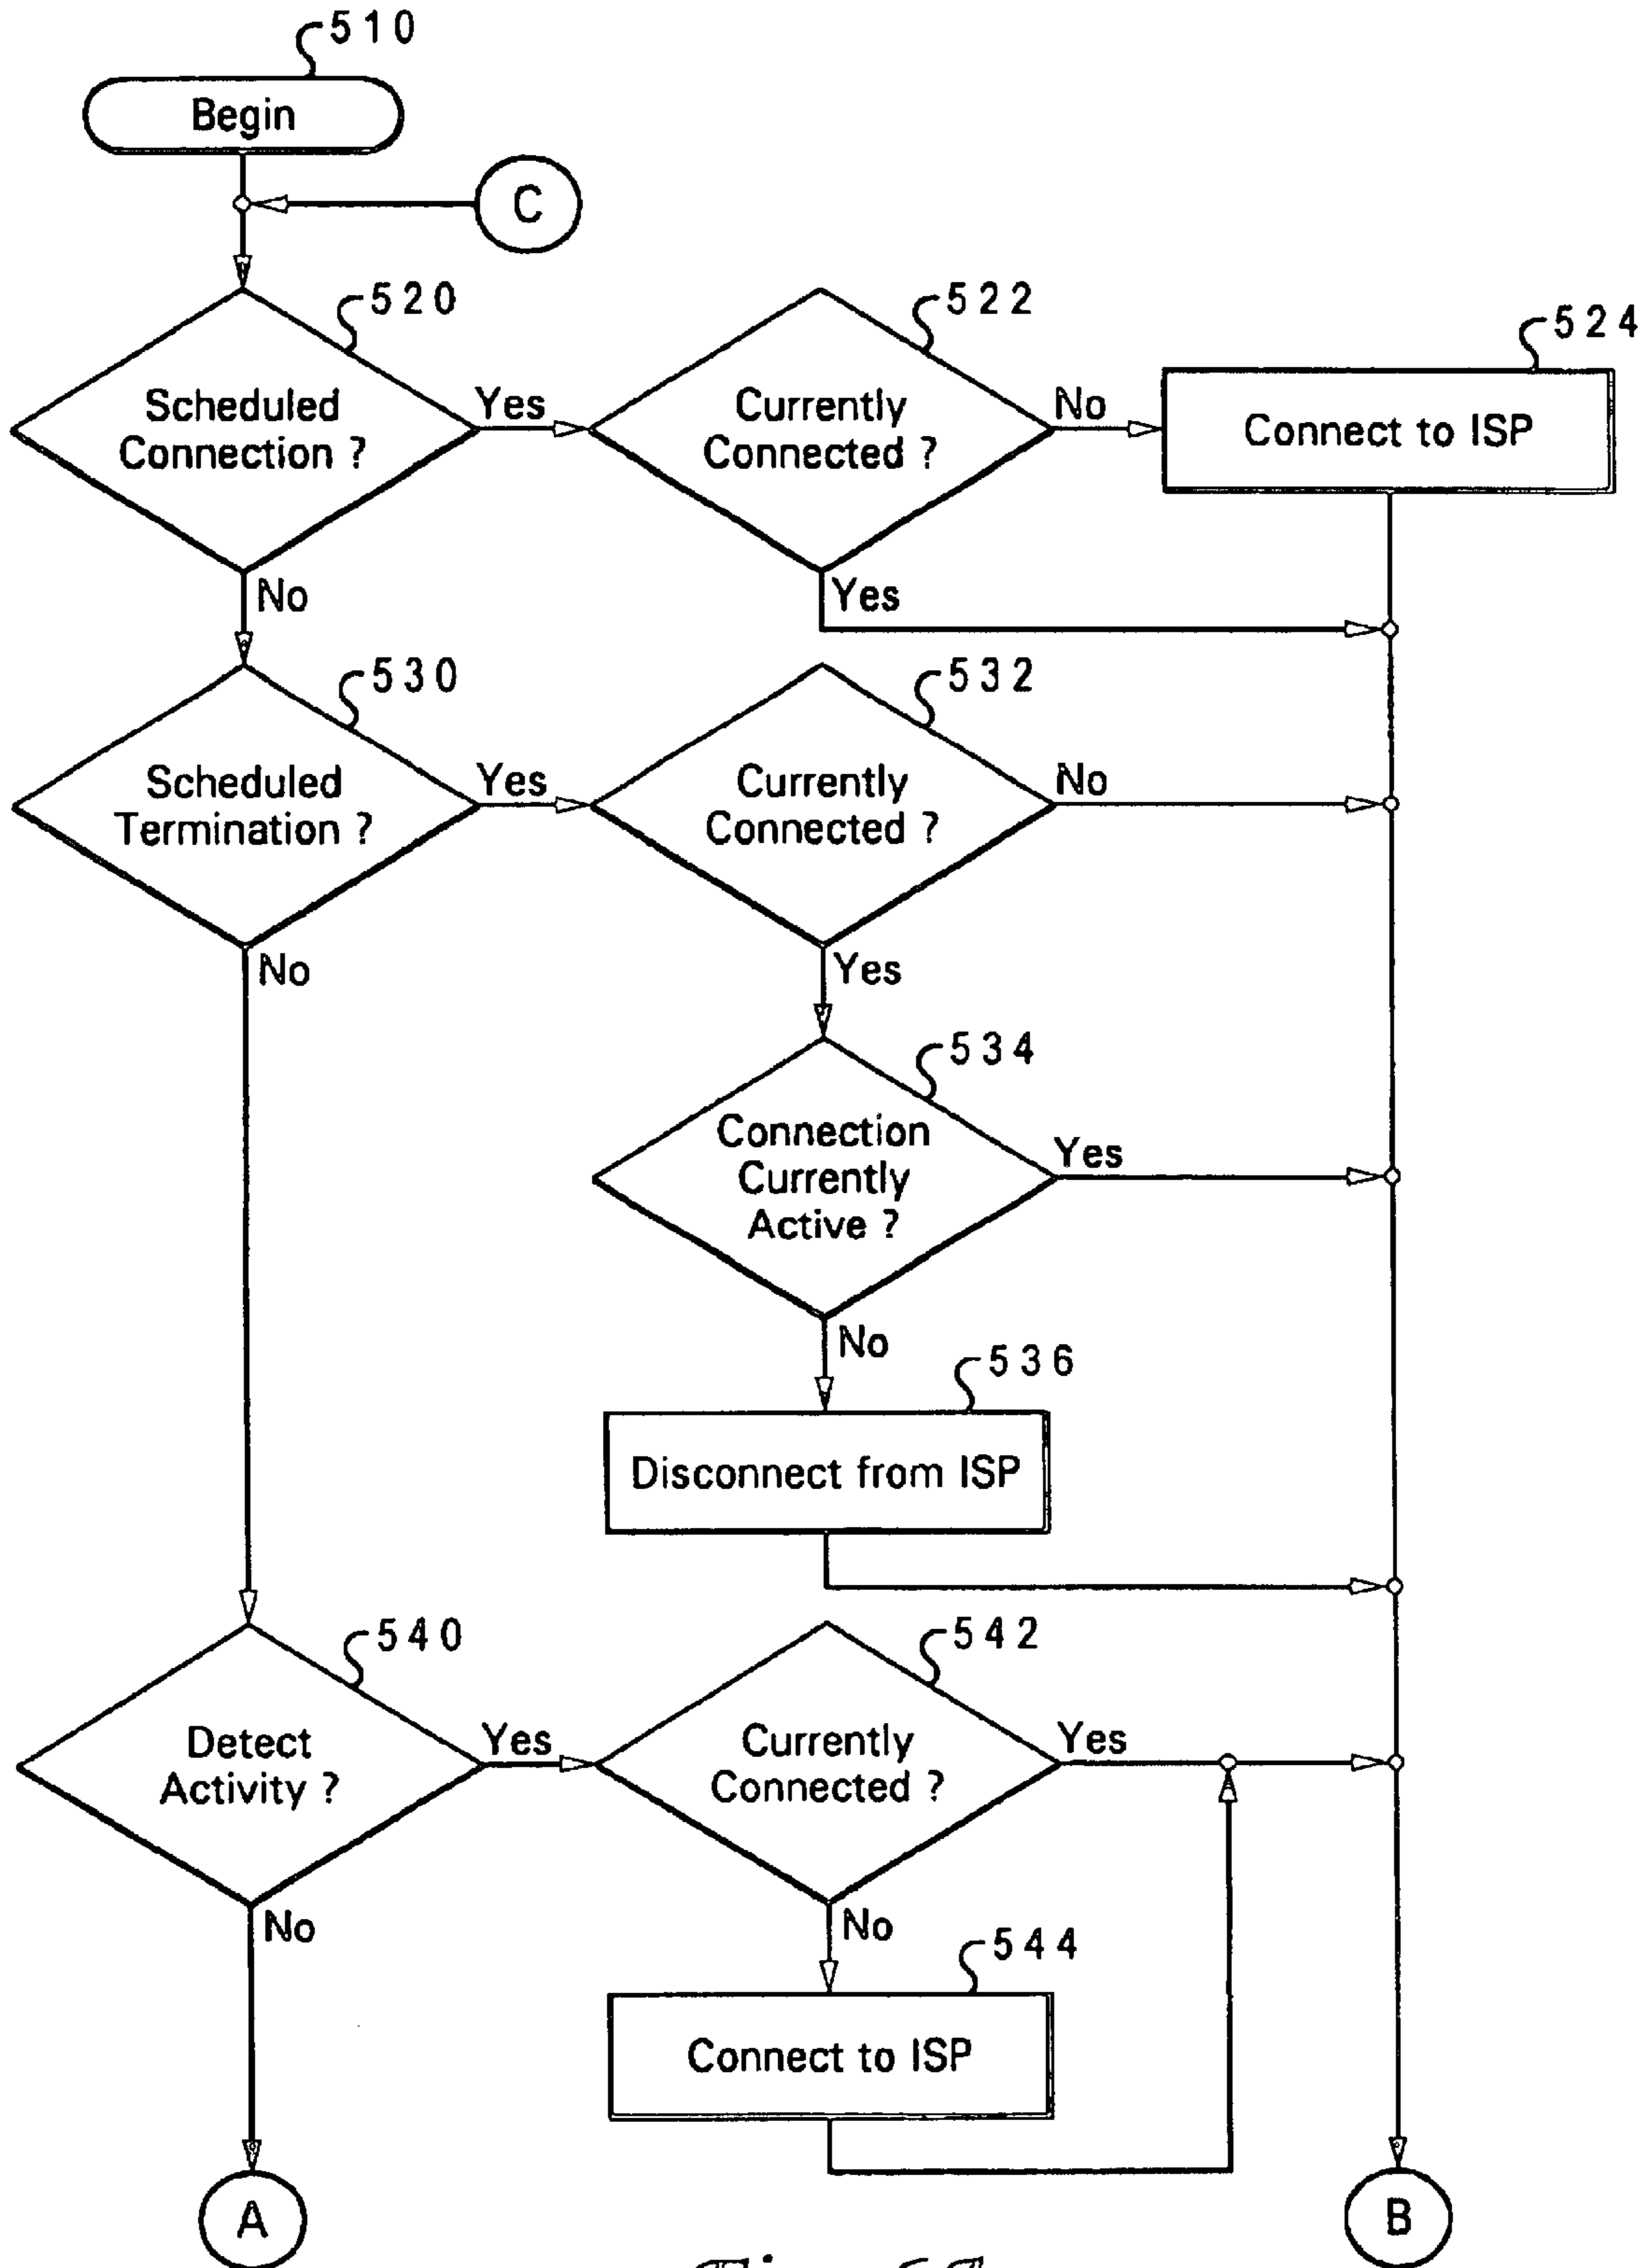 510
Begin
C
520
522
524
Scheduled
Connection ?
Yes
Currently
Connected ?
No
Connect to ISP
No
Yes
530
532
Scheduled
Termination ?
Yes
Currently
Connected ?
No
No
Yes
534
Connection
Currently
Active ?
Yes
No
536
Disconnect from ISP
540
542
Detect
Activity ?
Yes
Currently
Connected ?
Yes
No
No
544
Connect to ISP
A
B